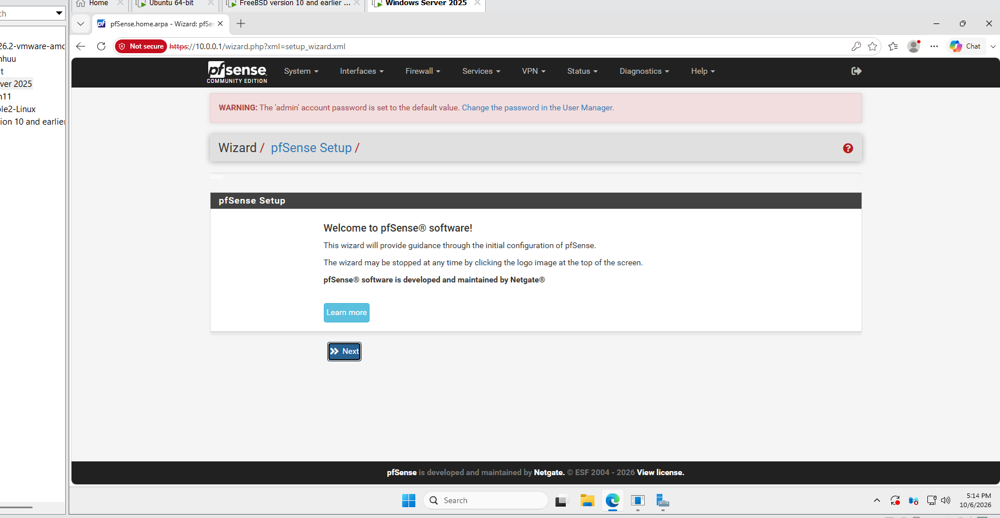 Home
Ubuntu 64-bit
FreeBSD version 10 and earlier ...
Windows Server 2025
ch
26.2-vmware-amd
nhuu
t
ver 2025
n11
ole2-Linux
ion 10 and earlier
pfSense.home.arpa - Wizard: pfSen
Not secure
https://10.0.0.1/wizard.php?xml=setup_wizard.xml
Chat
pfsense
COMMUNITY EDITION
System
Interfaces
Firewall
Services
VPN
Status
Diagnostics
Help
WARNING: The 'admin' account password is set to the default value. Change the password in the User Manager.
Wizard / pfSense Setup /
Step
pfSense Setup
Welcome to pfSense® software!
This wizard will provide guidance through the initial configuration of pfSense.
The wizard may be stopped at any time by clicking the logo image at the top of the screen.
pfSense® software is developed and maintained by Netgate®
Learn more
Next
pfSense is developed and maintained by Netgate. © ESF 2004 - 2026 View license.
Search
5:14 PM
10/6/2026